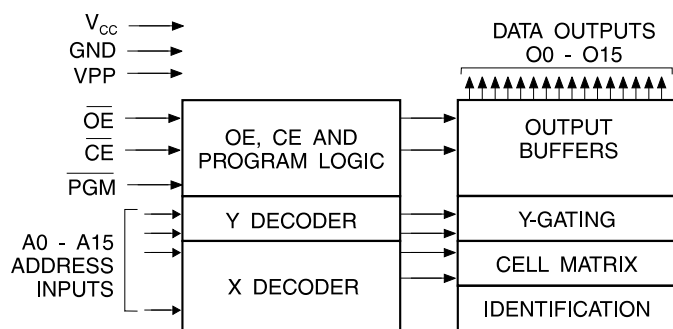 VCC
GND
VPP
DATA OUTPUTS
O0 - O15
OE
CE
PGM
OE, CE AND
PROGRAM LOGIC
OUTPUT
BUFFERS
A0 - A15
ADDRESS
INPUTS
Y DECODER
Y-GATING
X DECODER
CELL MATRIX
IDENTIFICATION